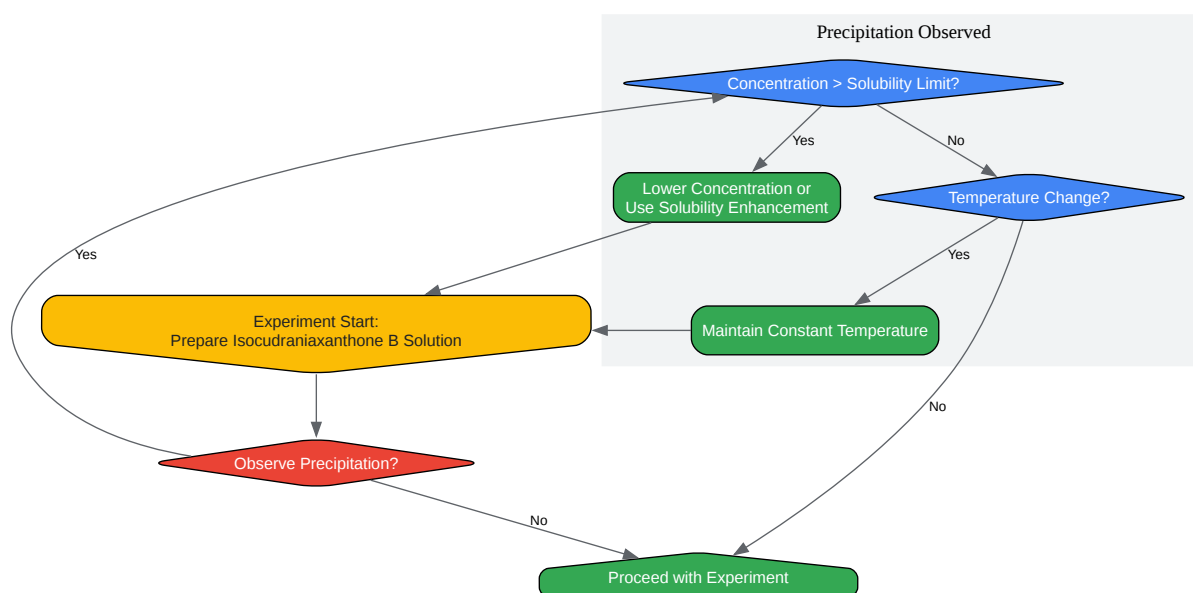 Precipitation Observed
Concentration > Solubility Limit?
Yes
No
Lower Concentration or
Use Solubility Enhancement
Temperature Change?
Yes
Yes
Experiment Start:
Prepare Isocudraniaxanthone B Solution
Maintain Constant Temperature
No
Observe Precipitation?
No
Proceed with Experiment